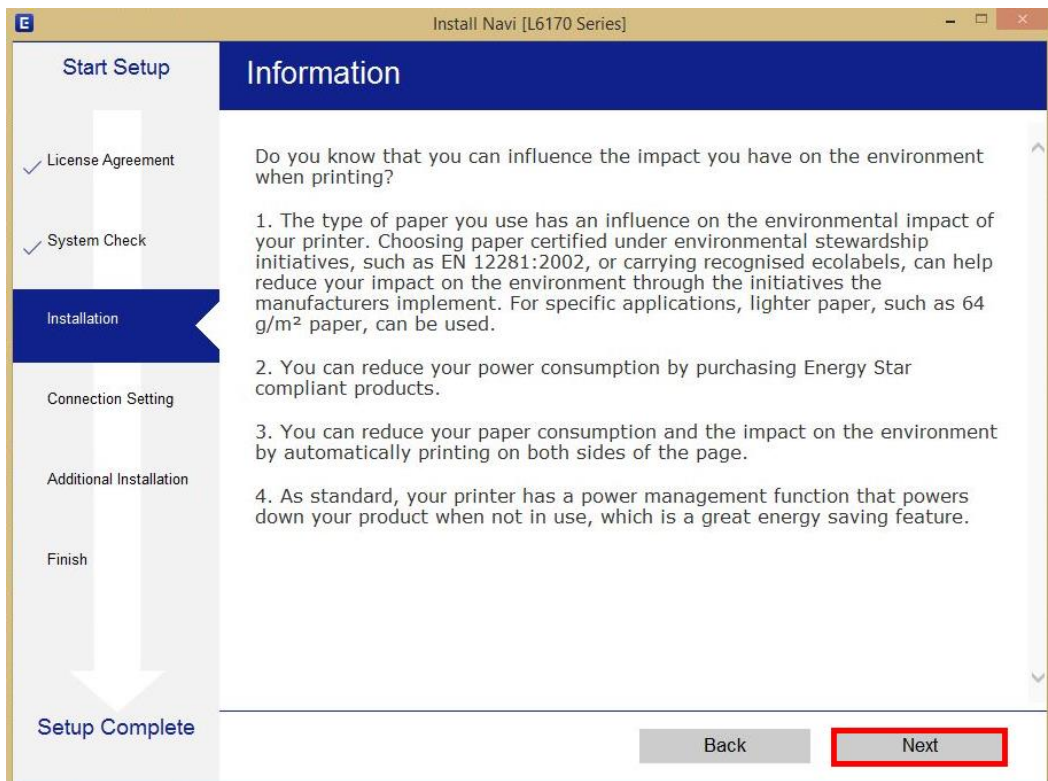 E
Install Navi [L6170 Series]
Start Setup
License Agreement
System Check
Installation
Connection Setting
Additional Installation
Finish
Setup Complete
Information
Do you know that you can influence the impact you have on the environment
when printing?
1. The type of paper you use has an influence on the environmental impact of
your printer. Choosing paper certified under environmental stewardship
initiatives, such as EN 12281:2002, or carrying recognised ecolabels, can help
reduce your impact on the environment through the initiatives the
manufacturers implement. For specific applications, lighter paper, such as 64
g/m² paper, can be used.
2. You can reduce your power consumption by purchasing Energy Star
compliant products.
3. You can reduce your paper consumption and the impact on the environment
by automatically printing on both sides of the page.
4. As standard, your printer has a power management function that powers
down your product when not in use, which is a great energy saving feature.
Back
Next